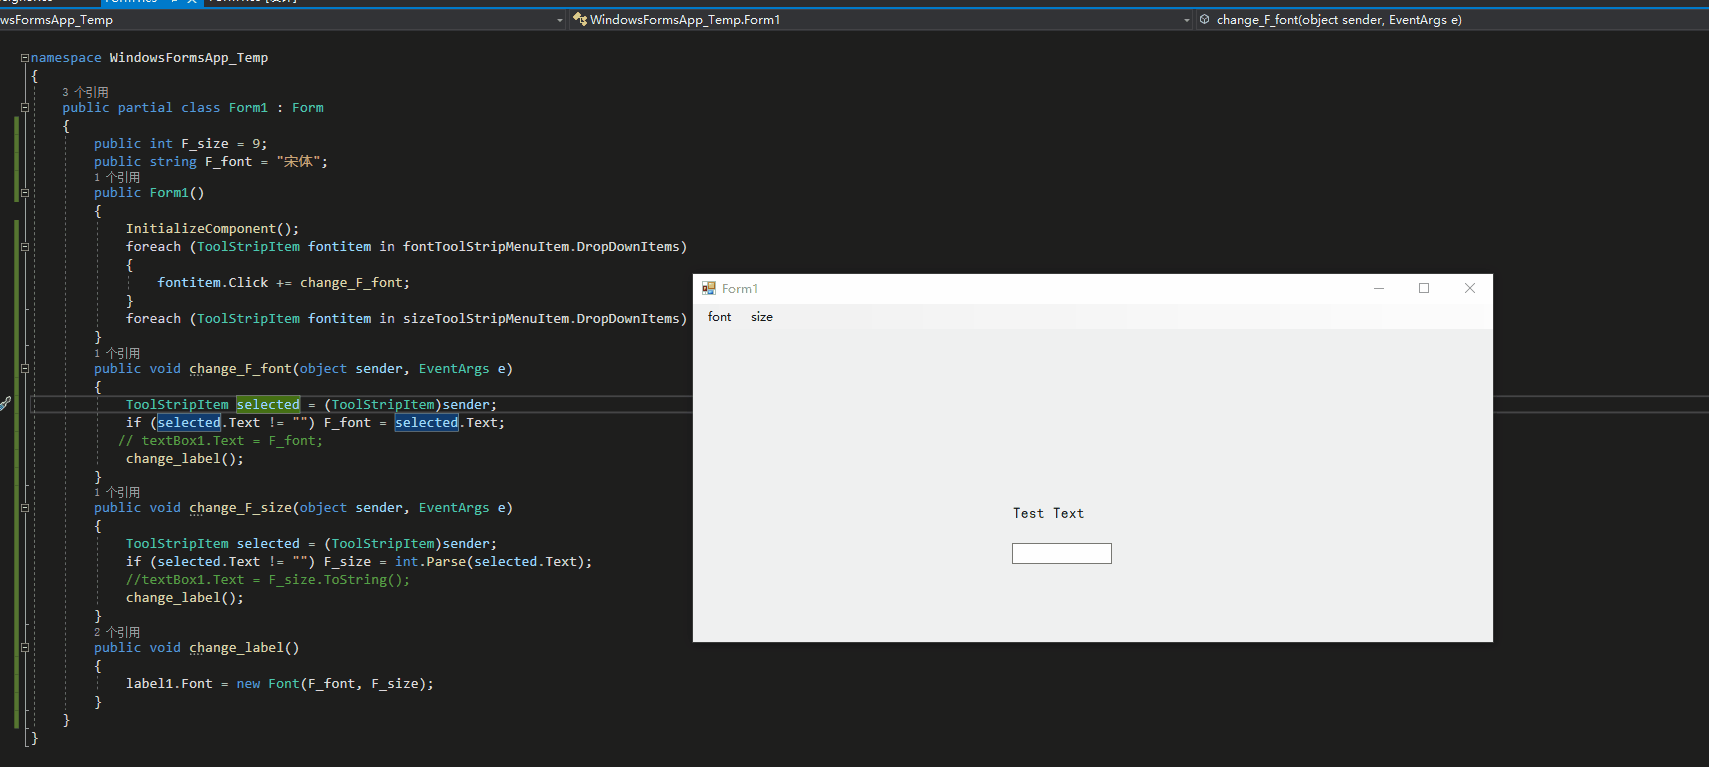 wsFormsApp_Temp
WindowsFormsApp_Temp.Form1
change_F_font(object sender, EventArgs e)
namespace WindowsFormsApp_Temp
{
3 个引用
public partial class Form1 : Form
{
public int F_size = 9;
public string F_font = "宋体";
1 个引用
public Form1()
{
InitializeComponent();
foreach (ToolStripItem fontitem in fontToolStripMenuItem.DropDownItems)
{
fontitem.Click += change_F_font;
}
foreach (ToolStripItem fontitem in sizeToolStripMenuItem.DropDownItems)
}
1 个引用
public void change_F_font(object sender, EventArgs e)
{
ToolStripItem selected = (ToolStripItem)sender;
if (selected.Text != "") F_font = selected.Text;
// textBox1.Text = F_font;
change_label();
}
1 个引用
public void change_F_size(object sender, EventArgs e)
{
ToolStripItem selected = (ToolStripItem)sender;
if (selected.Text != "") F_size = int.Parse(selected.Text);
//textBox1.Text = F_size.ToString();
change_label();
}
2 个引用
public void change_label()
{
label1.Font = new Font(F_font, F_size);
}
}
}
Form1
font size
Test Text